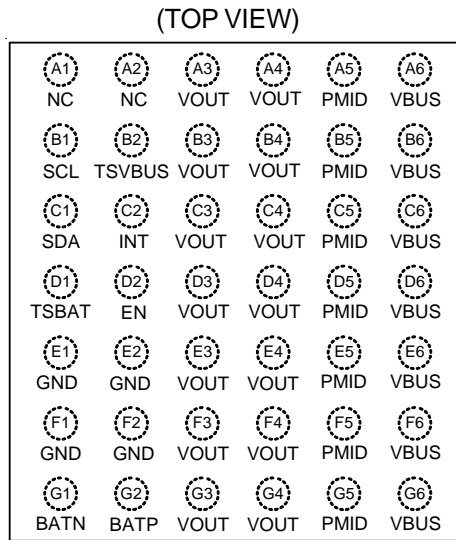 (TOP VIEW)
A1 A2 A3 A4 A5 A6
NC NC VOUT VOUT PMID VBUS
B1 B2 B3 B4 B5 B6
SCL TSVBUS VOUT VOUT PMID VBUS
C1 C2 C3 C4 C5 C6
SDA INT VOUT VOUT PMID VBUS
D1 D2 D3 D4 D5 D6
TSBAT EN VOUT VOUT PMID VBUS
E1 E2 E3 E4 E5 E6
GND GND VOUT VOUT PMID VBUS
F1 F2 F3 F4 F5 F6
GND GND VOUT VOUT PMID VBUS
G1 G2 G3 G4 G5 G6
BATN BATP VOUT VOUT PMID VBUS